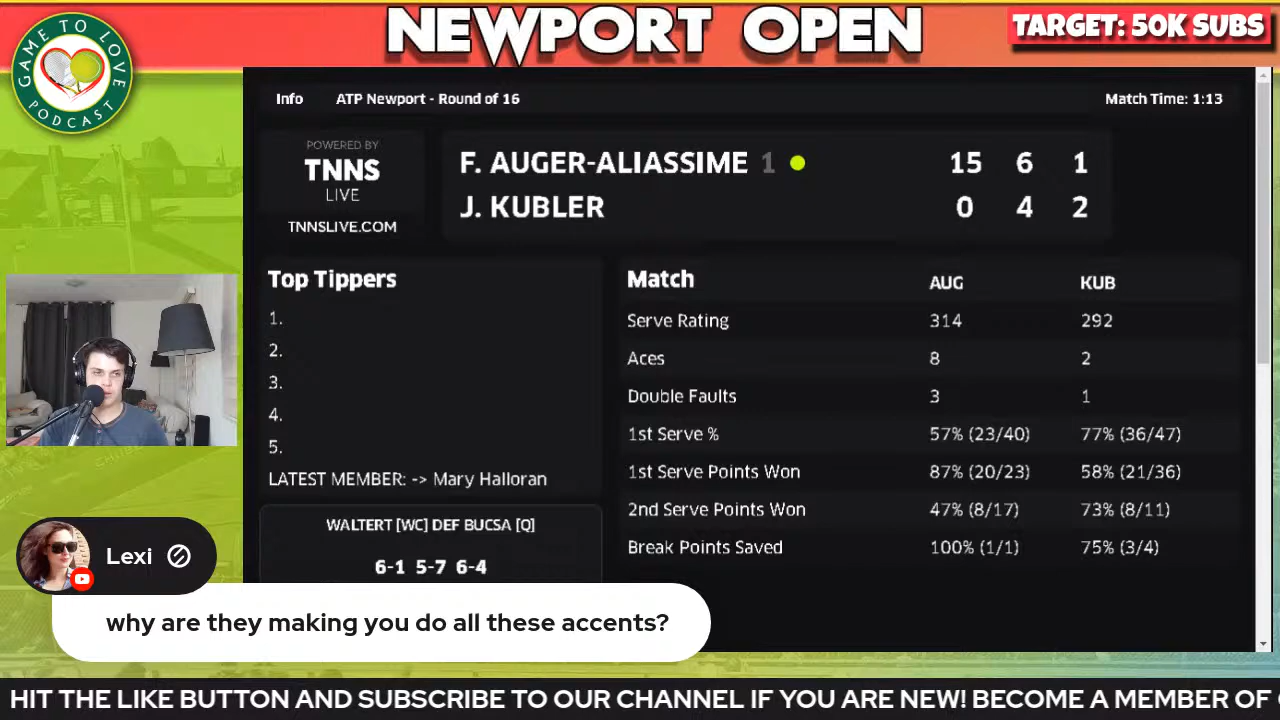 GAME TO LOVE
PODCAST
NEWPORT OPEN
TARGET: 50K SUBS
Info ATP Newport - Round of 16 Match Time: 1:13
POWERED BY
TNNS
LIVE
TNNSLIVE.COM
F. AUGER-ALIASSIME 1 15 6 1
J. KUBLER 0 4 2
Top Tippers
1.
2.
3.
4.
5.
LATEST MEMBER: -> Mary Halloran
WALTERT [WC] DEF BUCSA [Q]
6-1 5-7 6-4
Match AUG KUB
Serve Rating 314 292
Aces 8 2
Double Faults 3 1
1st Serve % 57% (23/40) 77% (36/47)
1st Serve Points Won 87% (20/23) 58% (21/36)
2nd Serve Points Won 47% (8/17) 73% (8/11)
Break Points Saved 100% (1/1) 75% (3/4)
Lexi
why are they making you do all these accents?
HIT THE LIKE BUTTON AND SUBSCRIBE TO OUR CHANNEL IF YOU ARE NEW! BECOME A MEMBER OF